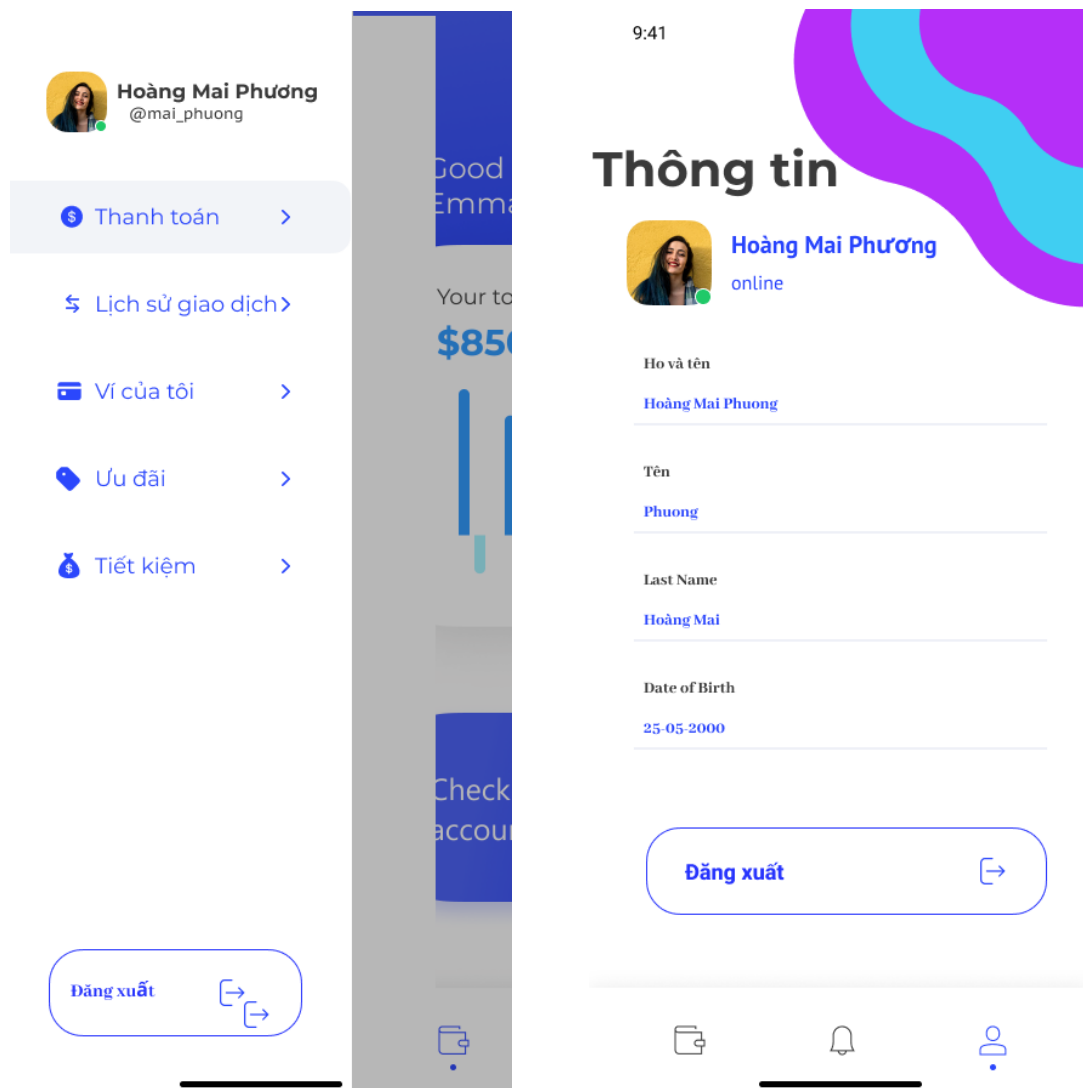 Hoàng Mai Phương
@mai_phuong
Thanh toán
Lịch sử giao dịch
Ví của tôi
Ưu đãi
Tiết kiệm
Đăng xuất
Good
Emma
Your to
$850
Check
accou
9:41
Thông tin
Hoàng Mai Phương
online
Ho và tên
Hoàng Mai Phuong
Tên
Phuong
Last Name
Hoàng Mai
Date of Birth
25-05-2000
Đăng xuất